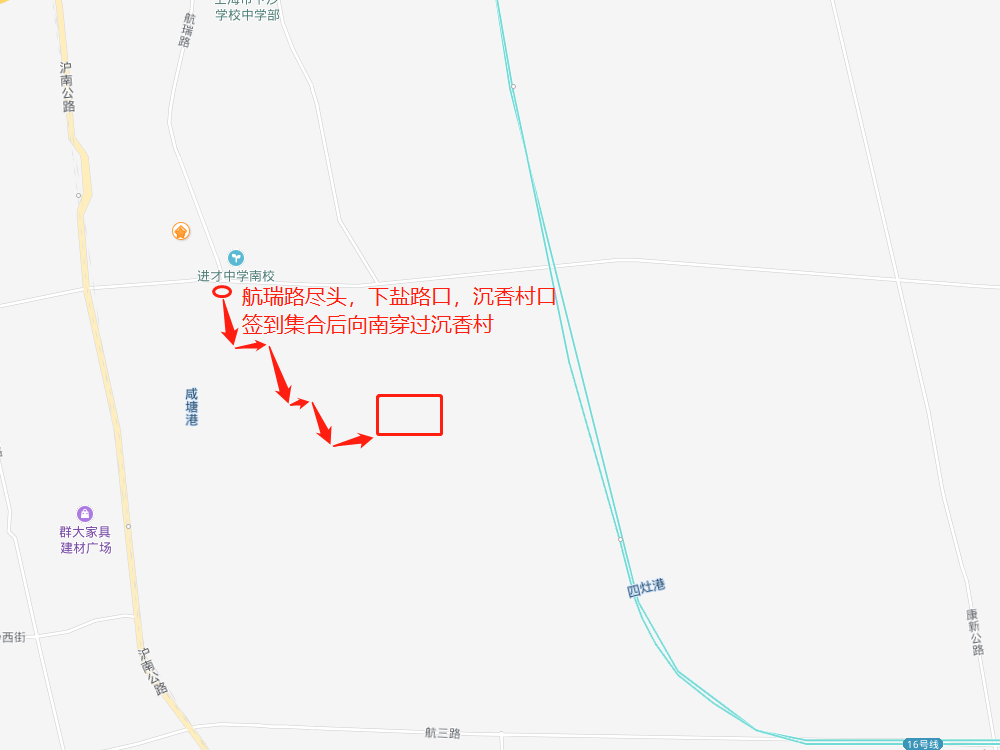 学校中学部
航瑞路
沪南公路
进才中学南校
航瑞路尽头，下盐路口，沉香村口
签到集合后向南穿过沉香村
咸塘港
群大家具
建材广场
四灶港
康新公路
西街
沪南公路
航三路
16号线